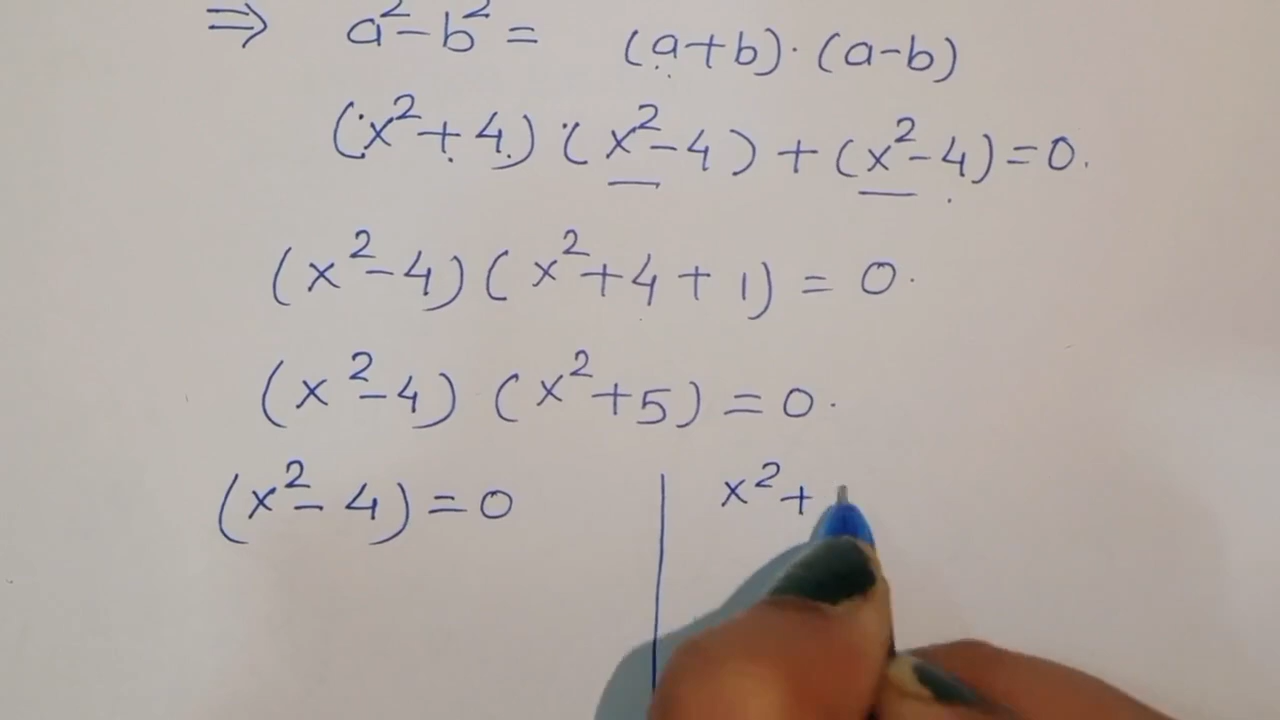 ⇒ a² - b² = (a+b)·(a-b)
(x²+4)·(x²-4)+(x²-4)=0.
(x²-4)(x²+4+1)=0.
(x²-4)(x²+5)=0.
(x²-4)=0 | x²+